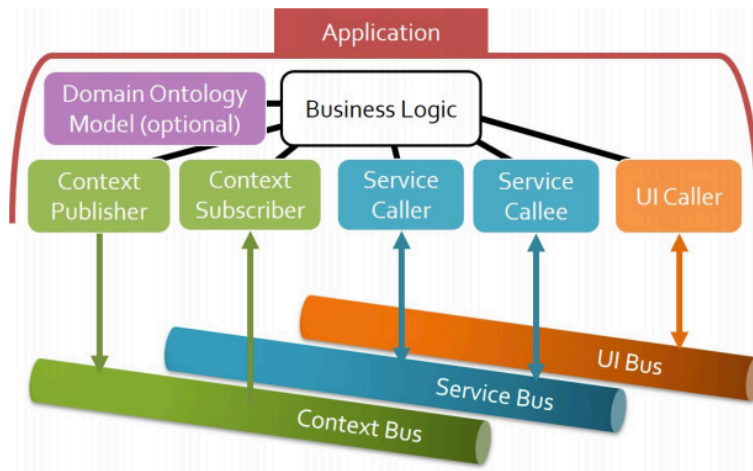 Application
Domain Ontology
Model (optional)
Business Logic
Context
Publisher
Context
Subscriber
Service
Caller
Service
Callee
UI Caller
UI Bus
Service Bus
Context Bus